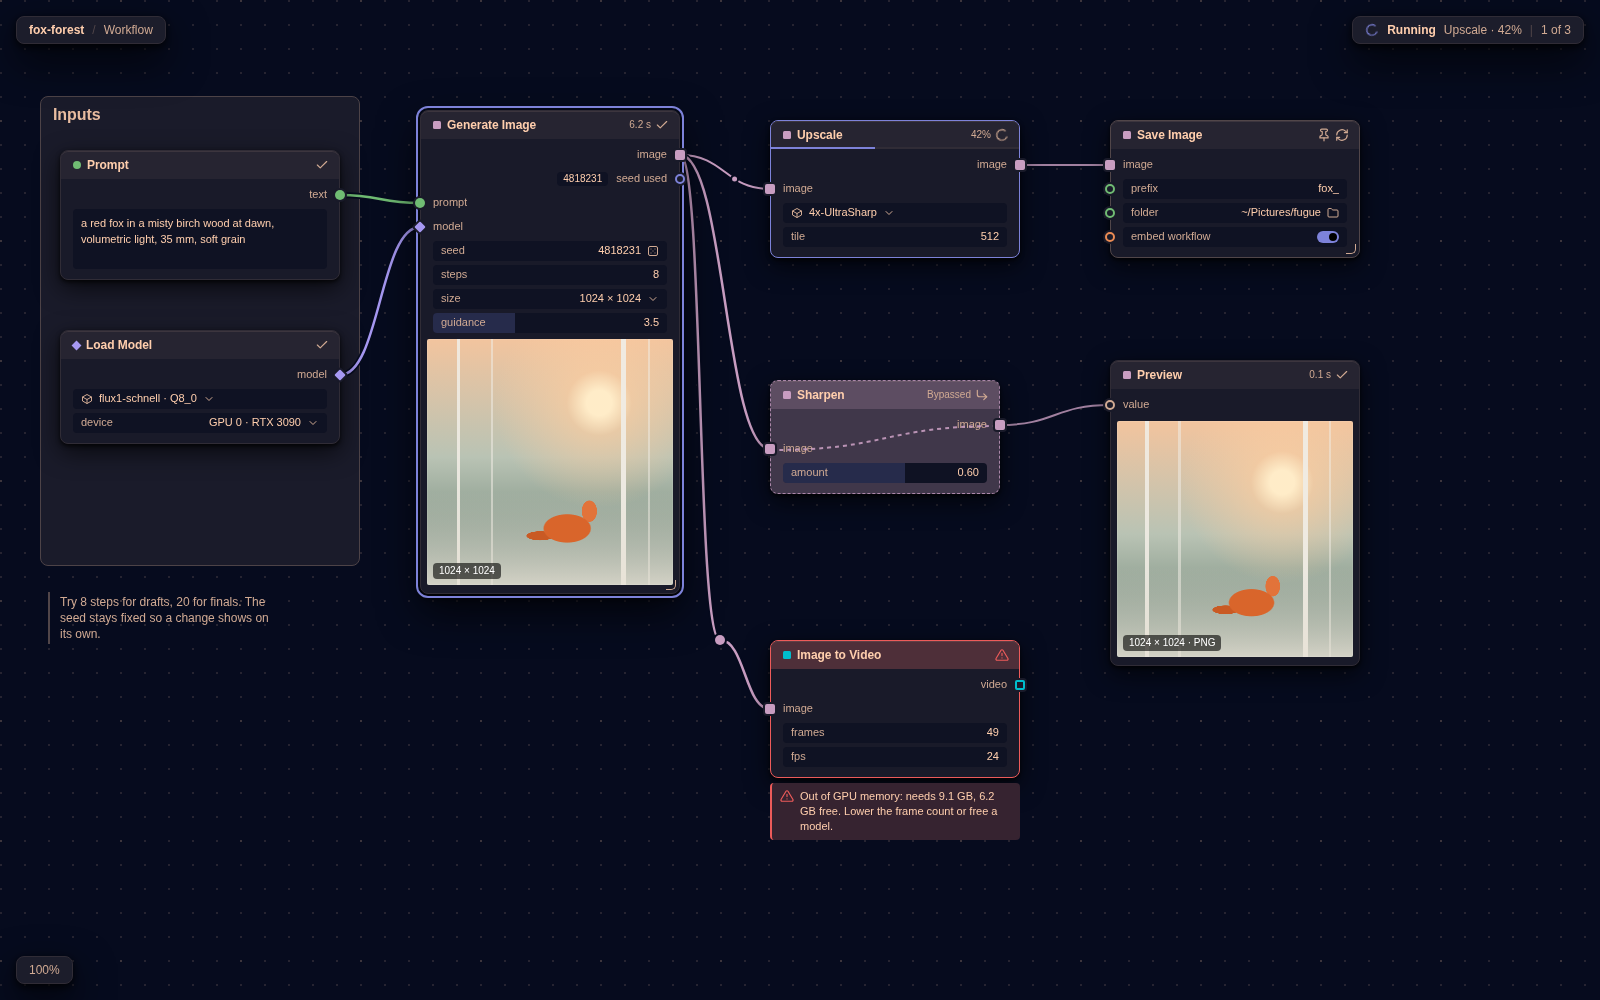 fox-forest / Workflow
Running Upscale · 42% | 1 of 3
Inputs
Prompt
text
a red fox in a misty birch wood at dawn,
volumetric light, 35 mm, soft grain
Load Model
model
flux1-schnell · Q8_0
device GPU 0 · RTX 3090
Try 8 steps for drafts, 20 for finals. The
seed stays fixed so a change shows on
its own.
Generate Image 6.2 s
image
4818231 seed used
prompt
model
seed 4818231
steps 8
size 1024 × 1024
guidance 3.5
1024 × 1024
Upscale 42%
image
image
4x-UltraSharp
tile 512
Save Image
image
prefix fox_
folder ~/Pictures/fugue
embed workflow
Sharpen Bypassed
image
image
amount 0.60
Preview 0.1 s
value
1024 × 1024 · PNG
Image to Video
video
image
frames 49
fps 24
Out of GPU memory: needs 9.1 GB, 6.2
GB free. Lower the frame count or free a
model.
100%